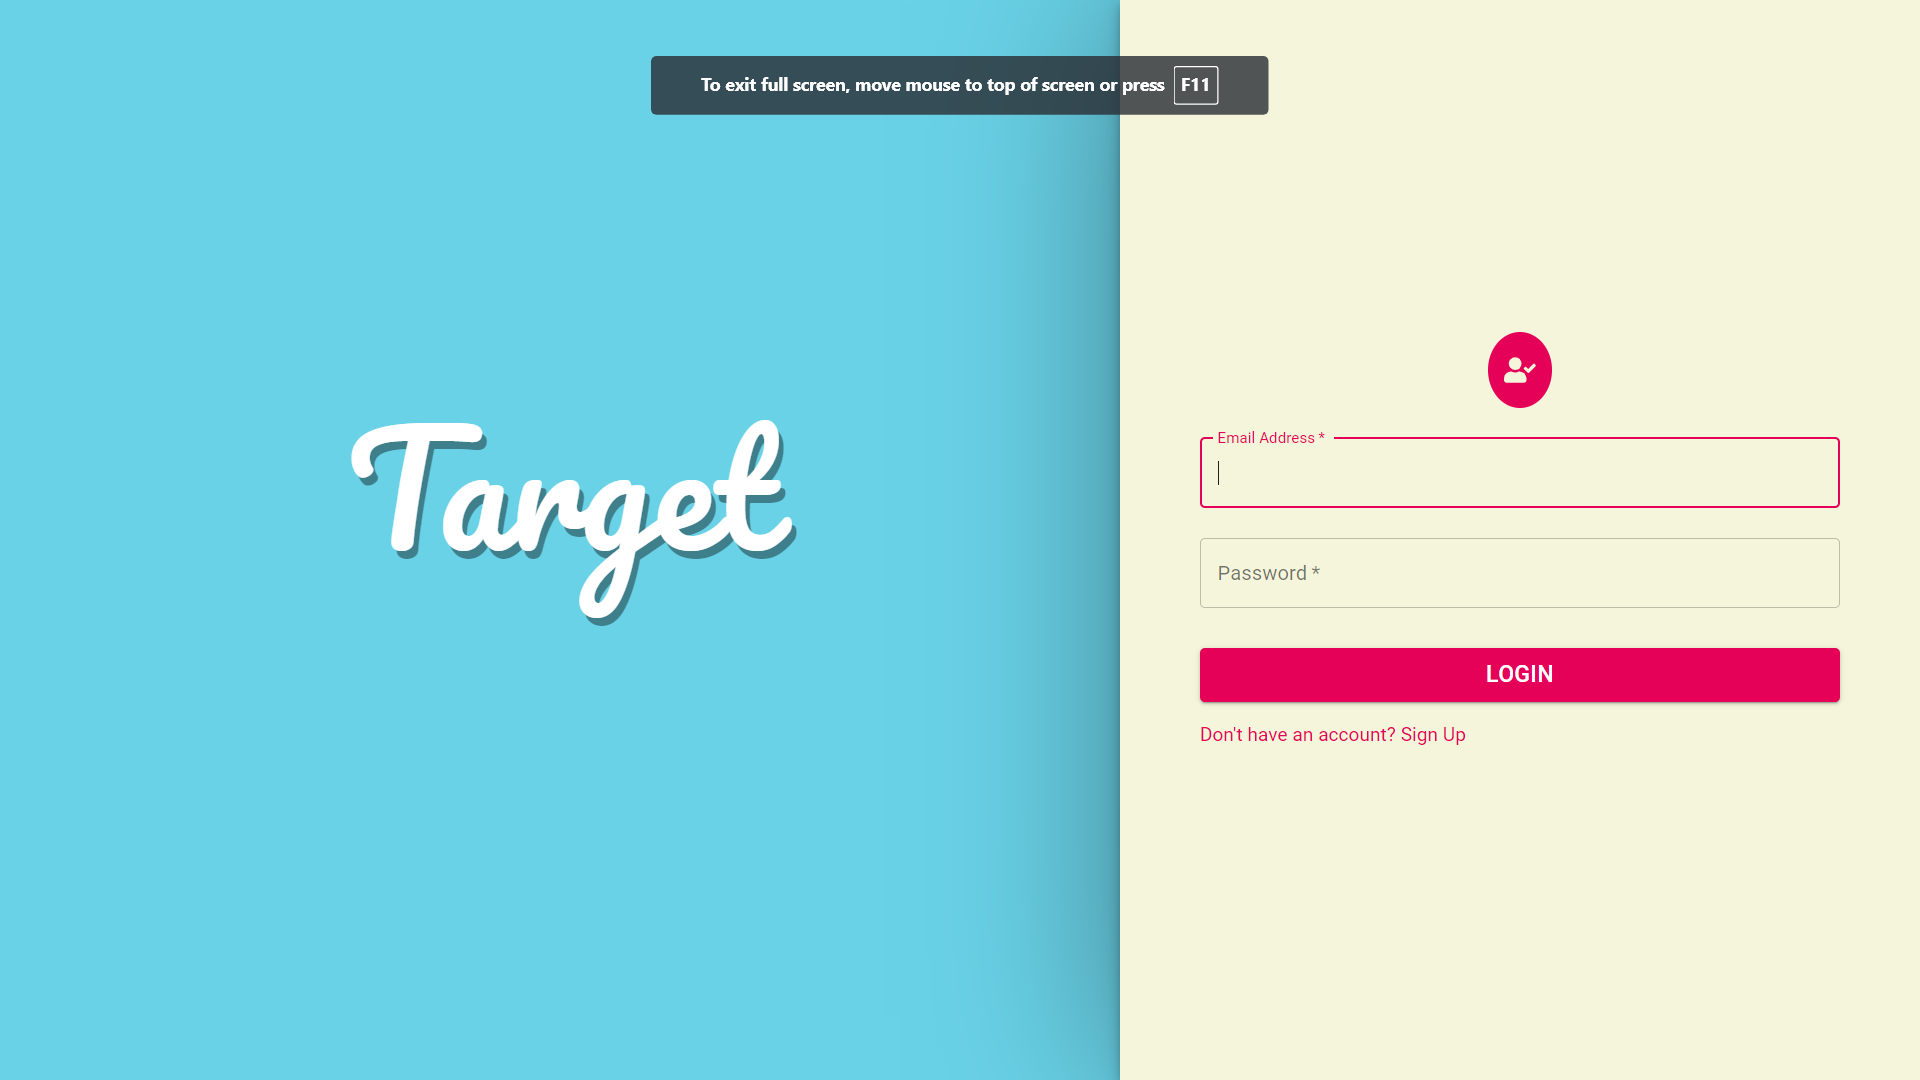 To exit full screen, move mouse to top of screen or press F11
Target
Email Address *
Password *
LOGIN
Don't have an account? Sign Up